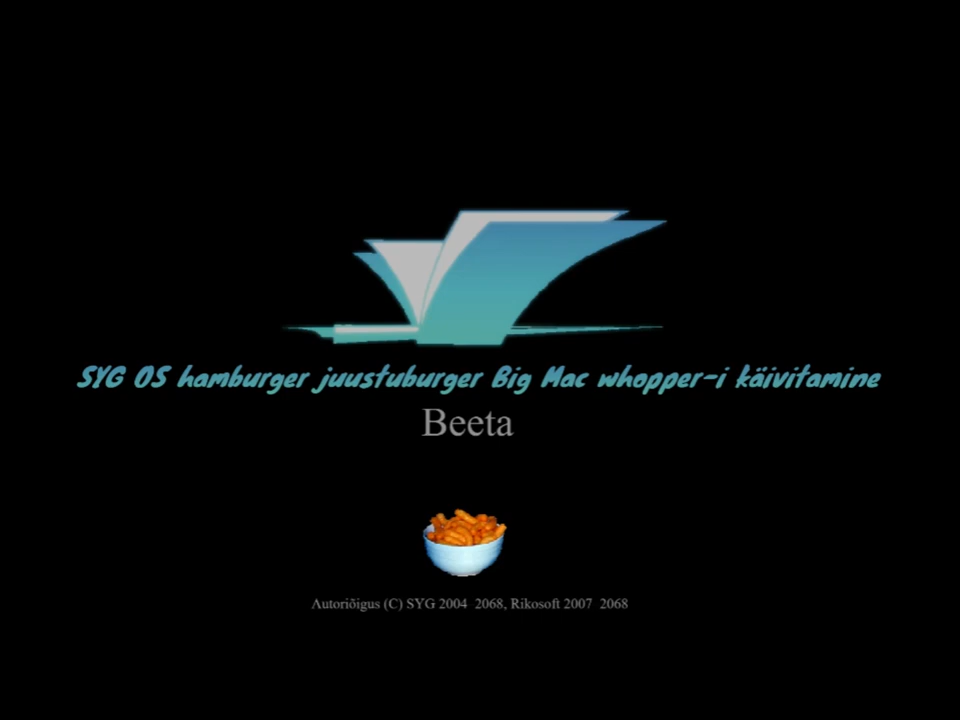 SYG OS hamburger juustuburger Big Mac whopper-i käivitamine
Beeta
Autoriõigus (C) SYG 2004 2068, Rikosoft 2007 2068